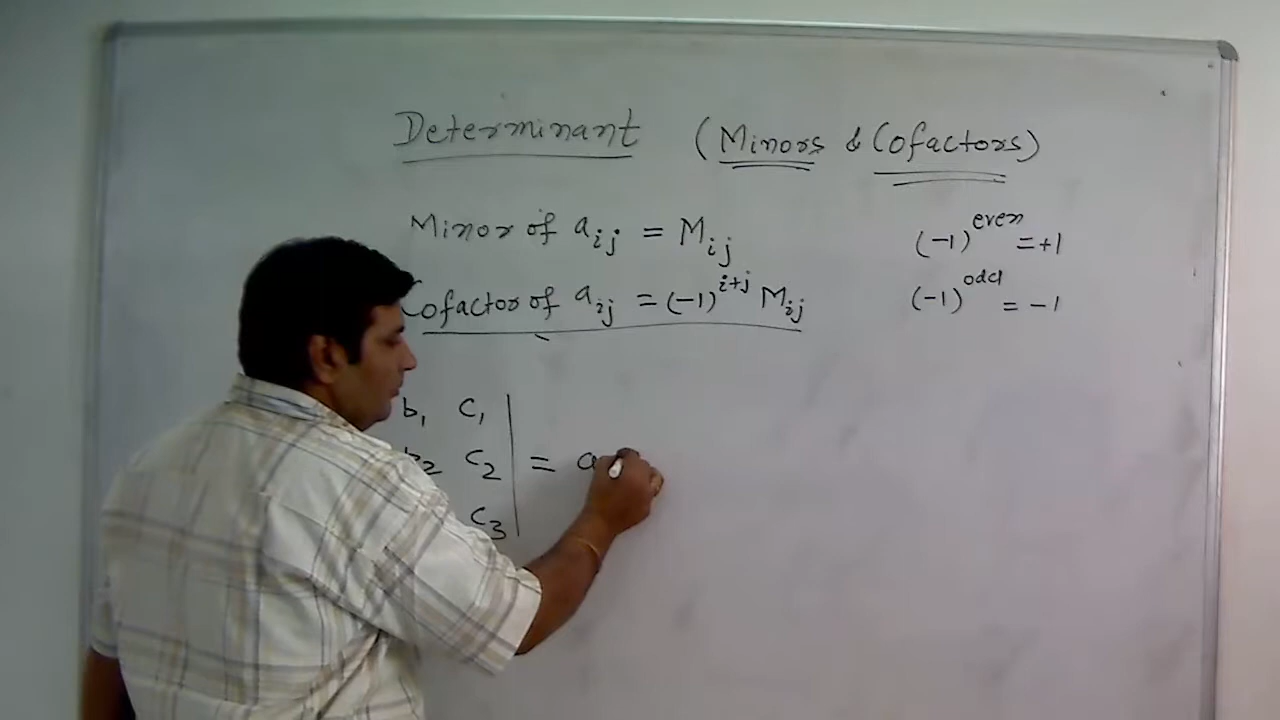 Determinant (Minors & Cofactors)
Minor of aij = Mij (-1)^even = +1
Cofactor of aij = (-1)^i+j Mij (-1)^odd = -1
b1 c1
b2 c2 = a
c3